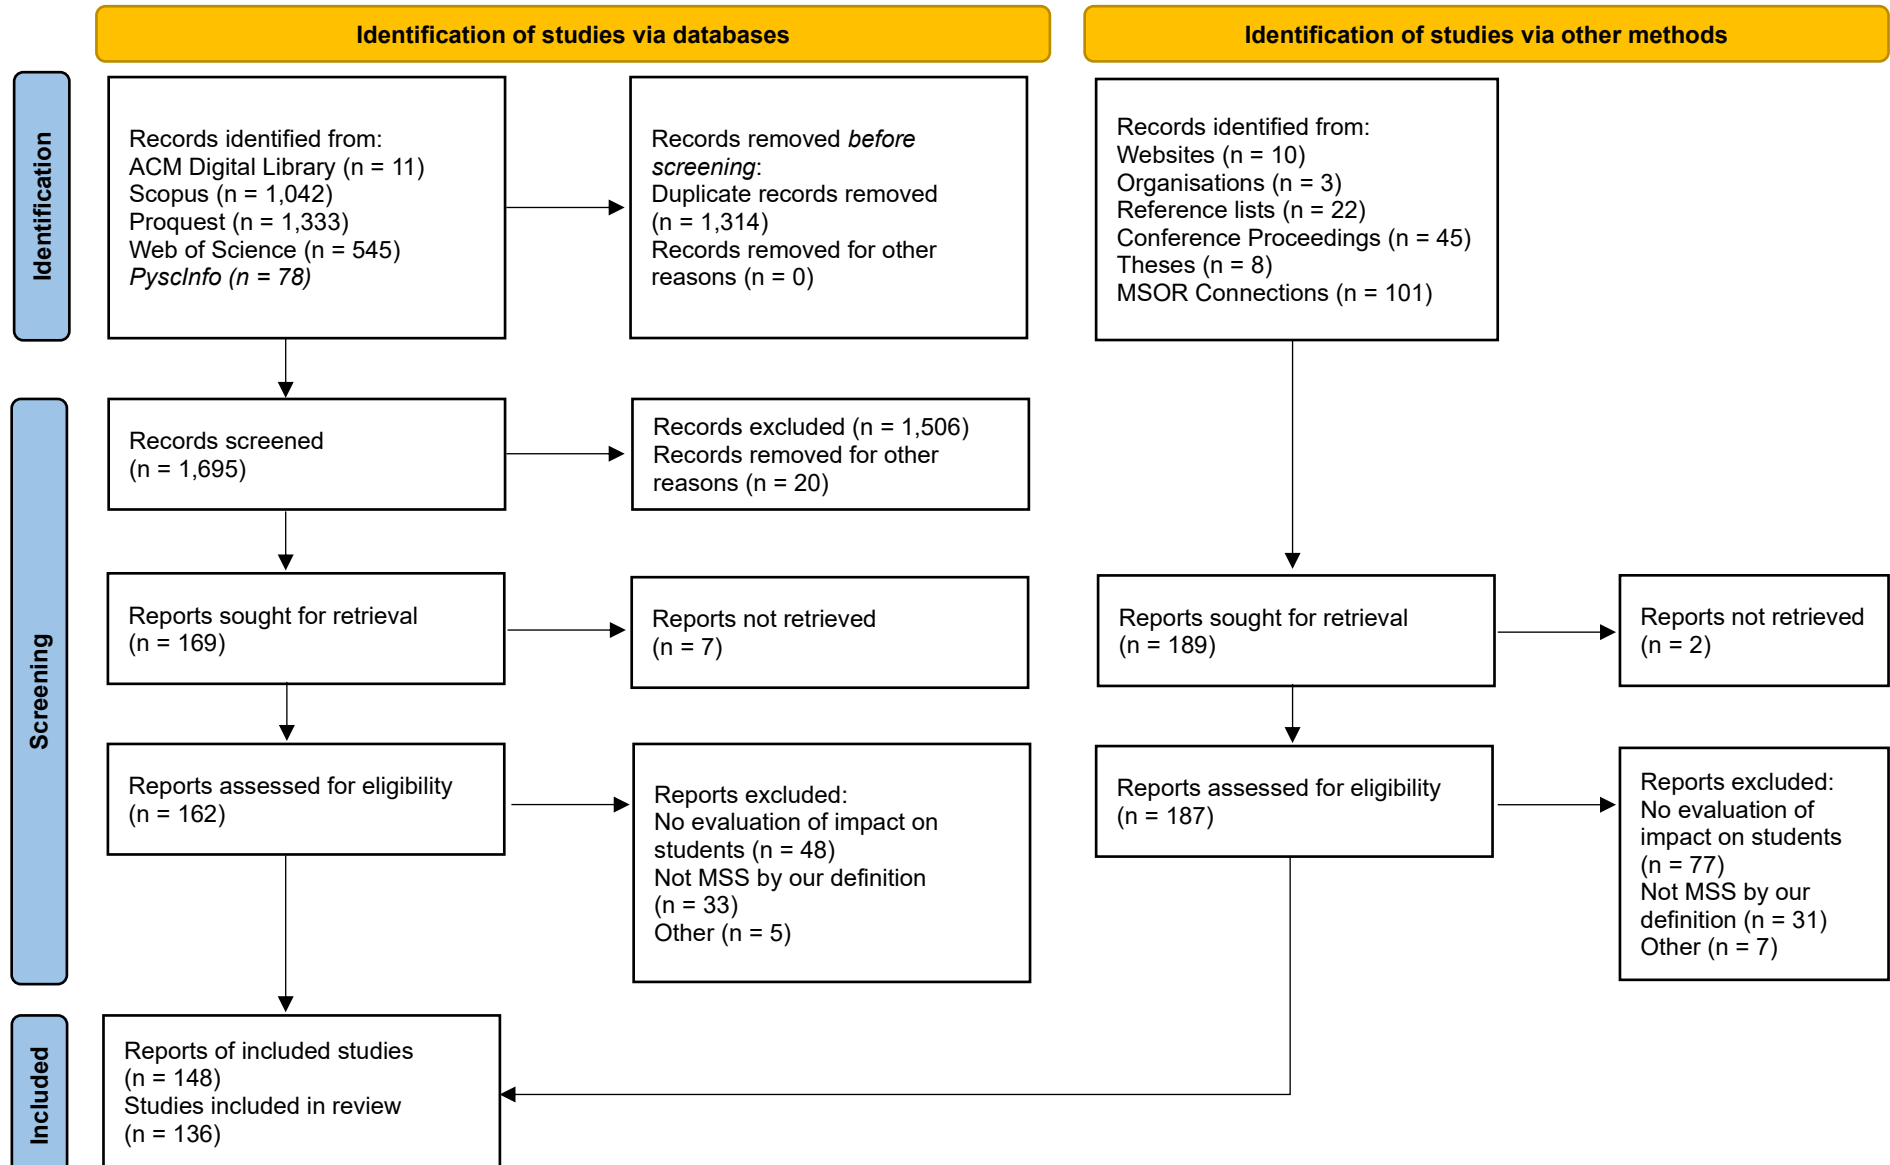 Identification of studies via databases
Identification of studies via other methods
Identification
Records identified from:
ACM Digital Library (n = 11)
Scopus (n = 1,042)
Proquest (n = 1,333)
Web of Science (n = 545)
PyscInfo (n = 78)
Records removed before
screening:
Duplicate records removed
(n = 1,314)
Records removed for other
reasons (n = 0)
Records identified from:
Websites (n = 10)
Organisations (n = 3)
Reference lists (n = 22)
Conference Proceedings (n = 45)
Theses (n = 8)
MSOR Connections (n = 101)
Screening
Records screened
(n = 1,695)
Records excluded (n = 1,506)
Records removed for other
reasons (n = 20)
Reports sought for retrieval
(n = 169)
Reports not retrieved
(n = 7)
Reports sought for retrieval
(n = 189)
Reports not retrieved
(n = 2)
Reports assessed for eligibility
(n = 162)
Reports excluded:
No evaluation of impact on
students (n = 48)
Not MSS by our definition
(n = 33)
Other (n = 5)
Reports assessed for eligibility
(n = 187)
Reports excluded:
No evaluation of
impact on students
(n = 77)
Not MSS by our
definition (n = 31)
Other (n = 7)
Included
Reports of included studies
(n = 148)
Studies included in review
(n = 136)